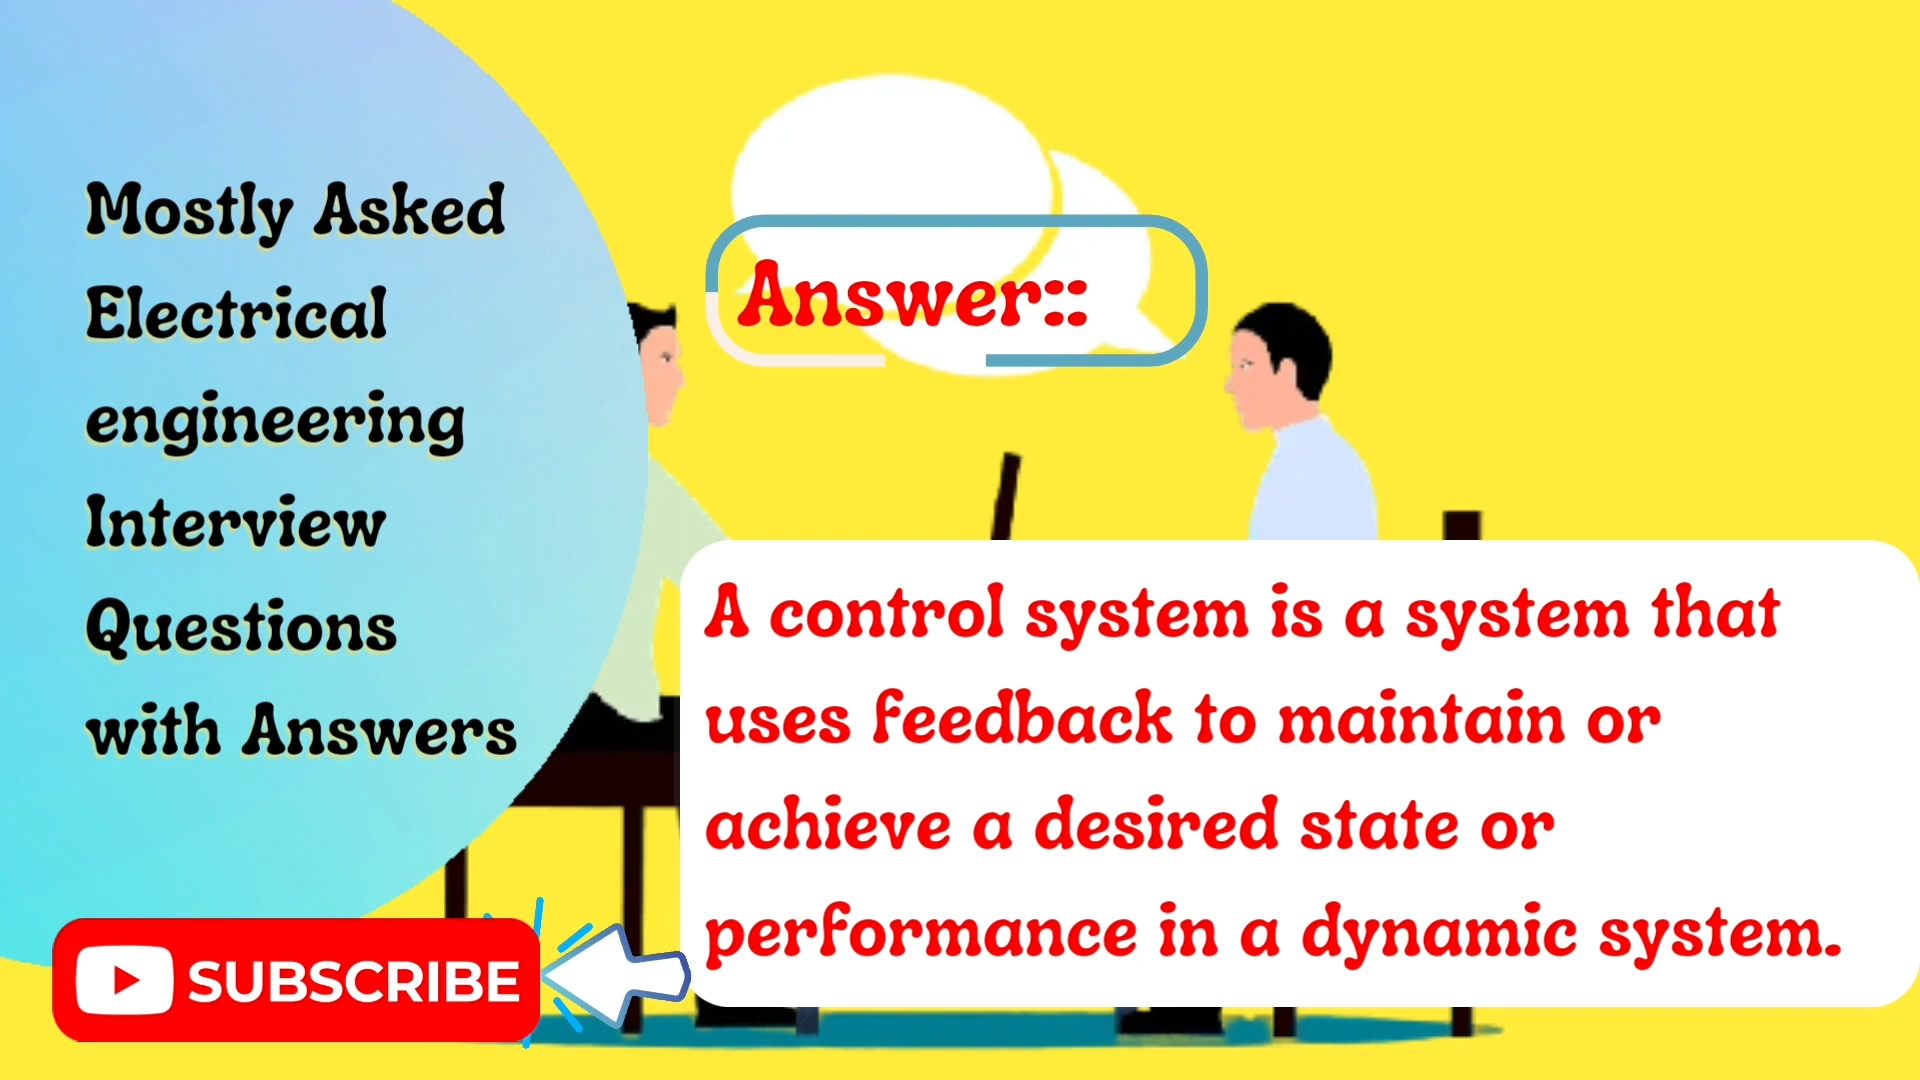 Mostly Asked
Electrical
engineering
Interview
Questions
with Answers
Answer::
A control system is a system that
uses feedback to maintain or
achieve a desired state or
performance in a dynamic system.
SUBSCRIBE